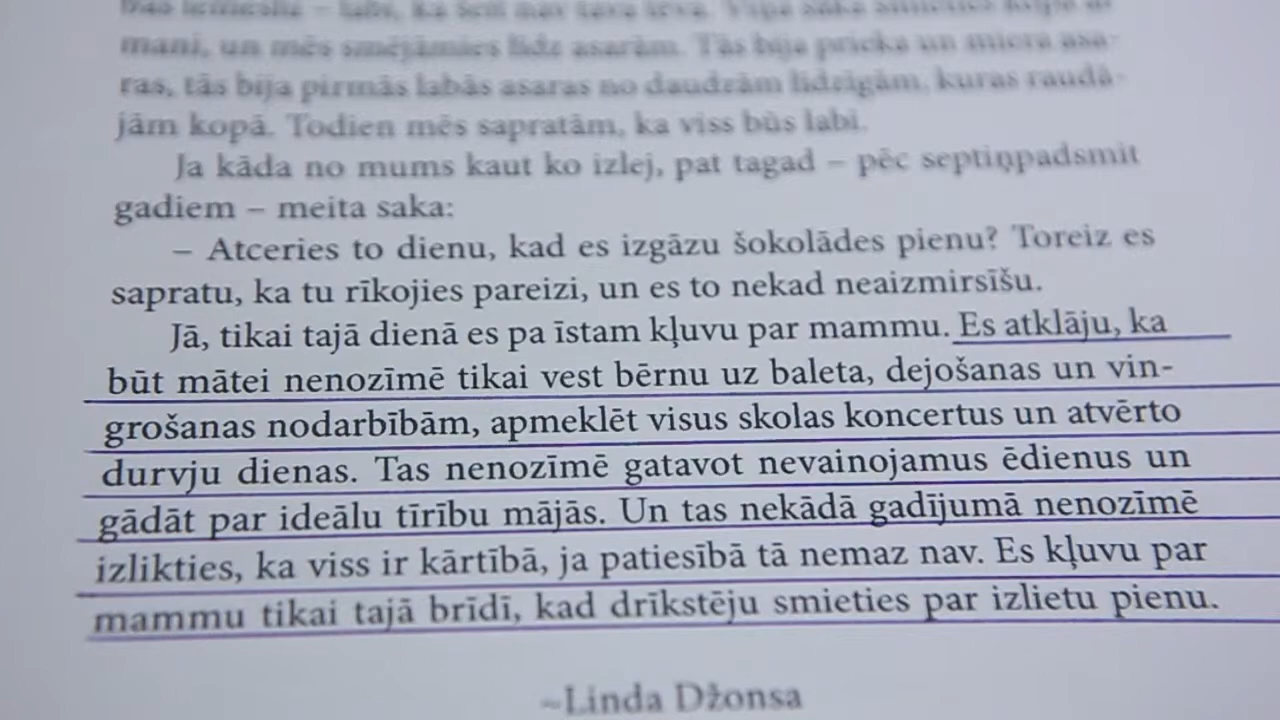 mani, un mēs smējāmies līdz asarām. Tās bija prieka un miera asa-
ras, tās bija pirmās labās asaras no daudzām līdzīgām, kuras raudā-
jām kopā. Todien mēs sapratām, ka viss būs labi.
Ja kāda no mums kaut ko izlej, pat tagad – pēc septiņpadsmit
gadiem – meita saka:
– Atceries to dienu, kad es izgāzu šokolādes pienu? Toreiz es
sapratu, ka tu rīkojies pareizi, un es to nekad neaizmirsīšu.
Jā, tikai tajā dienā es pa īstam kļuvu par mammu. Es atklāju, ka
būt mātei nenozīmē tikai vest bērnu uz baleta, dejošanas un vin-
grošanas nodarbībām, apmeklēt visus skolas koncertus un atvērto
durvju dienas. Tas nenozīmē gatavot nevainojamus ēdienus un
gādāt par ideālu tīrību mājās. Un tas nekādā gadījumā nenozīmē
izlikties, ka viss ir kārtībā, ja patiesībā tā nemaz nav. Es kļuvu par
mammu tikai tajā brīdī, kad drīkstēju smieties par izlietu pienu.
~Linda Džonsa